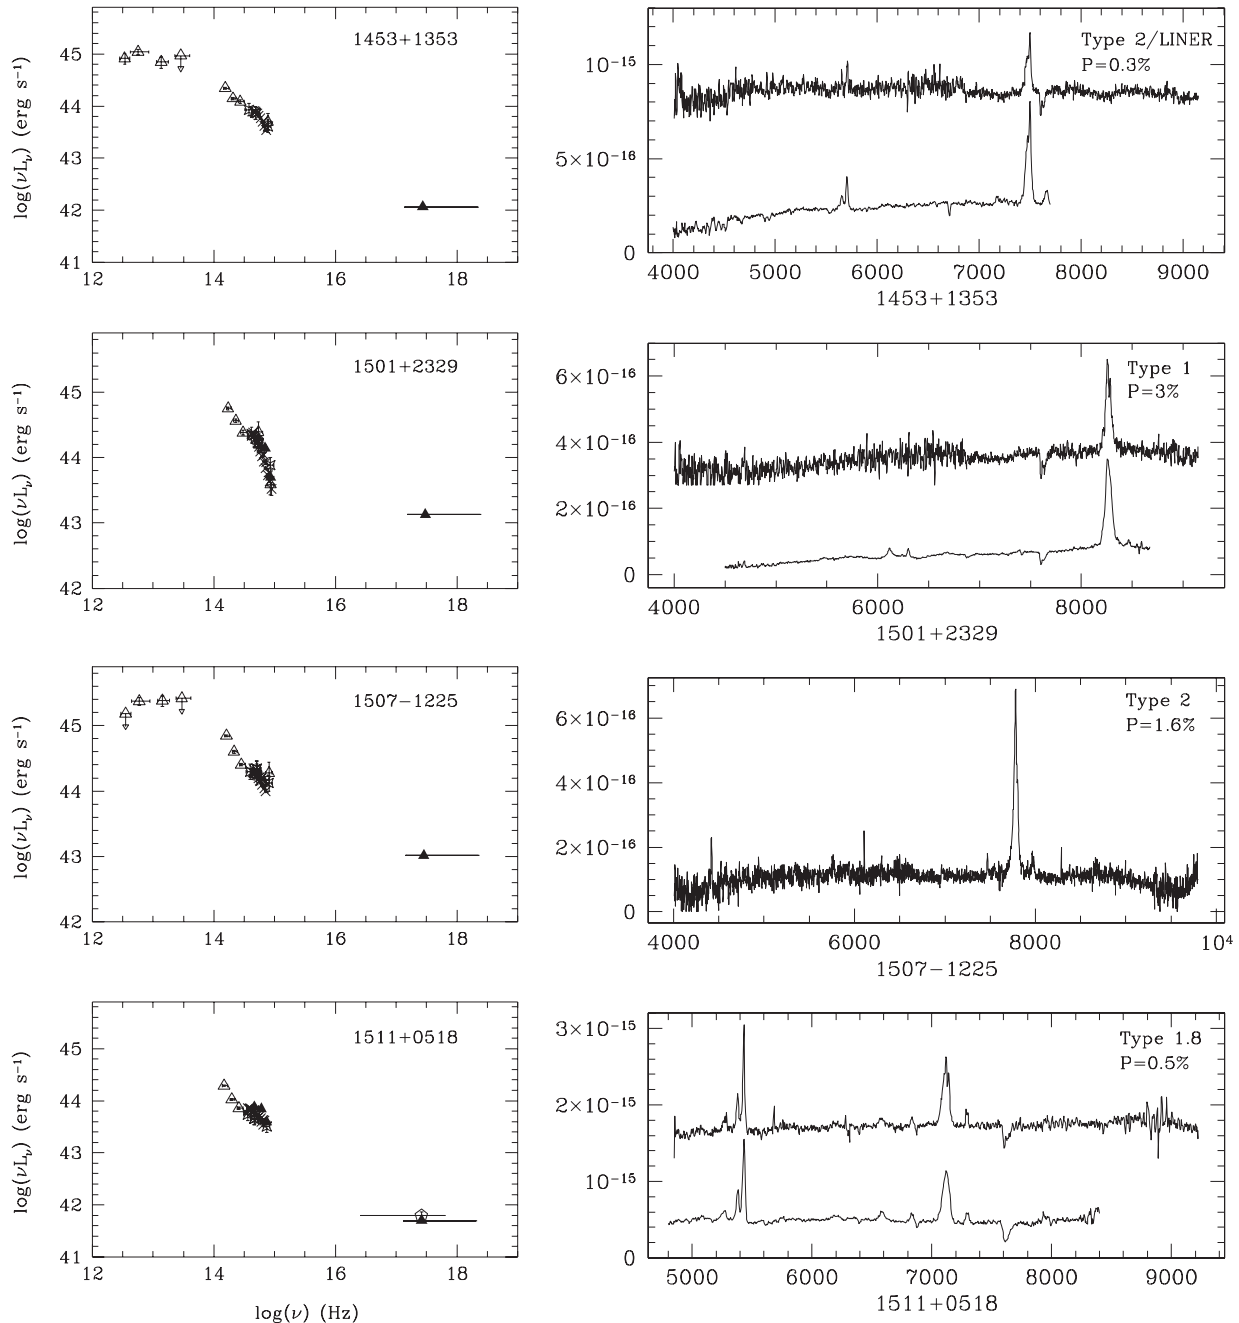 1453+1353
log(νLν) (erg s⁻¹)
45
44
43
42
41
12 14 16 18
Type 2/LINER
P=0.3%
10⁻¹⁵
5×10⁻¹⁶
0
4000 5000 6000 7000 8000 9000
1453+1353
1501+2329
log(νLν) (erg s⁻¹)
45
44
43
42
12 14 16 18
Type 1
P=3%
6×10⁻¹⁶
4×10⁻¹⁶
2×10⁻¹⁶
0
4000 6000 8000
1501+2329
1507−1225
log(νLν) (erg s⁻¹)
45
44
43
42
12 14 16 18
Type 2
P=1.6%
6×10⁻¹⁶
4×10⁻¹⁶
2×10⁻¹⁶
0
4000 6000 8000 10⁴
1507−1225
1511+0518
log(νLν) (erg s⁻¹)
45
44
43
42
41
12 14 16 18
log(ν) (Hz)
Type 1.8
P=0.5%
3×10⁻¹⁵
2×10⁻¹⁵
10⁻¹⁵
0
5000 6000 7000 8000 9000
1511+0518